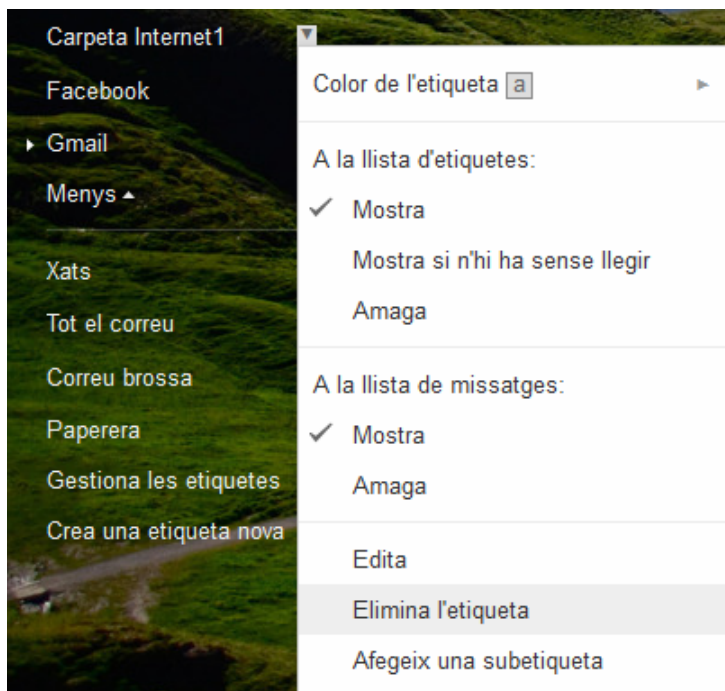 Carpeta Internet1
Facebook
Gmail
Menys
Xats
Tot el correu
Correu brossa
Paperera
Gestiona les etiquetes
Crea una etiqueta nova
Color de l'etiqueta a
A la llista d'etiquetes:
Mostra
Mostra si n'hi ha sense llegir
Amaga
A la llista de missatges:
Mostra
Amaga
Edita
Elimina l'etiqueta
Afegeix una subetiqueta